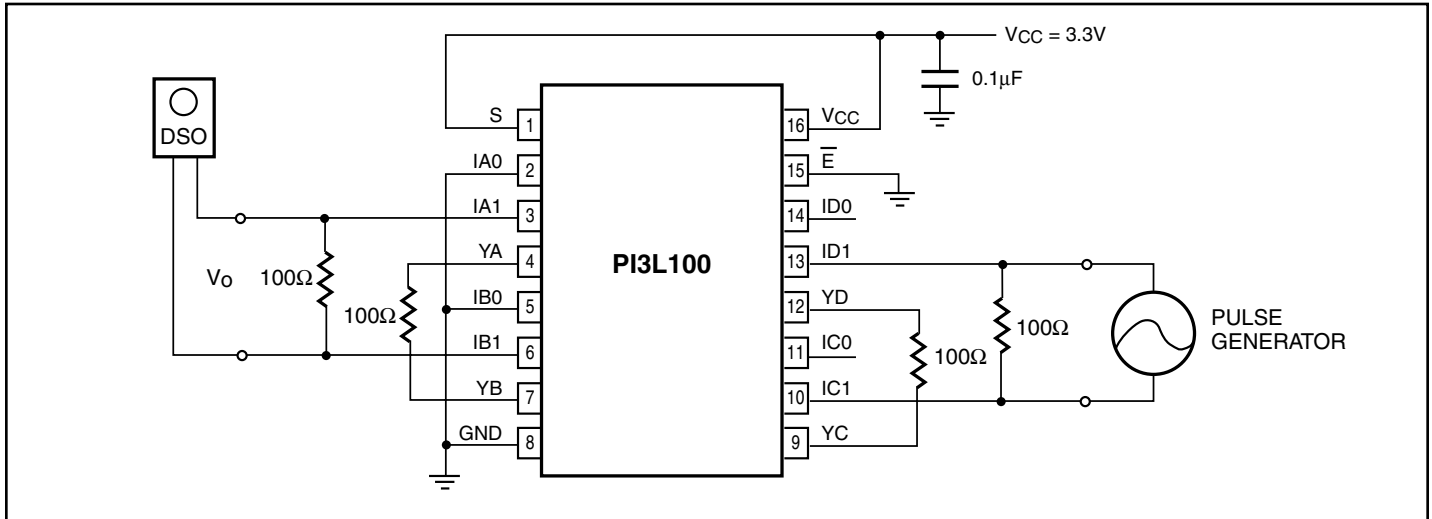 VCC = 3.3V
0.1µF
DSO
S
1
16
VCC
IA0
2
15
E
IA1
3
14
ID0
YA
4
PI3L100
13
ID1
IB0
5
12
YD
IB1
6
11
IC0
YB
7
10
IC1
GND
8
9
YC
VO
100Ω
100Ω
100Ω
100Ω
PULSE
GENERATOR